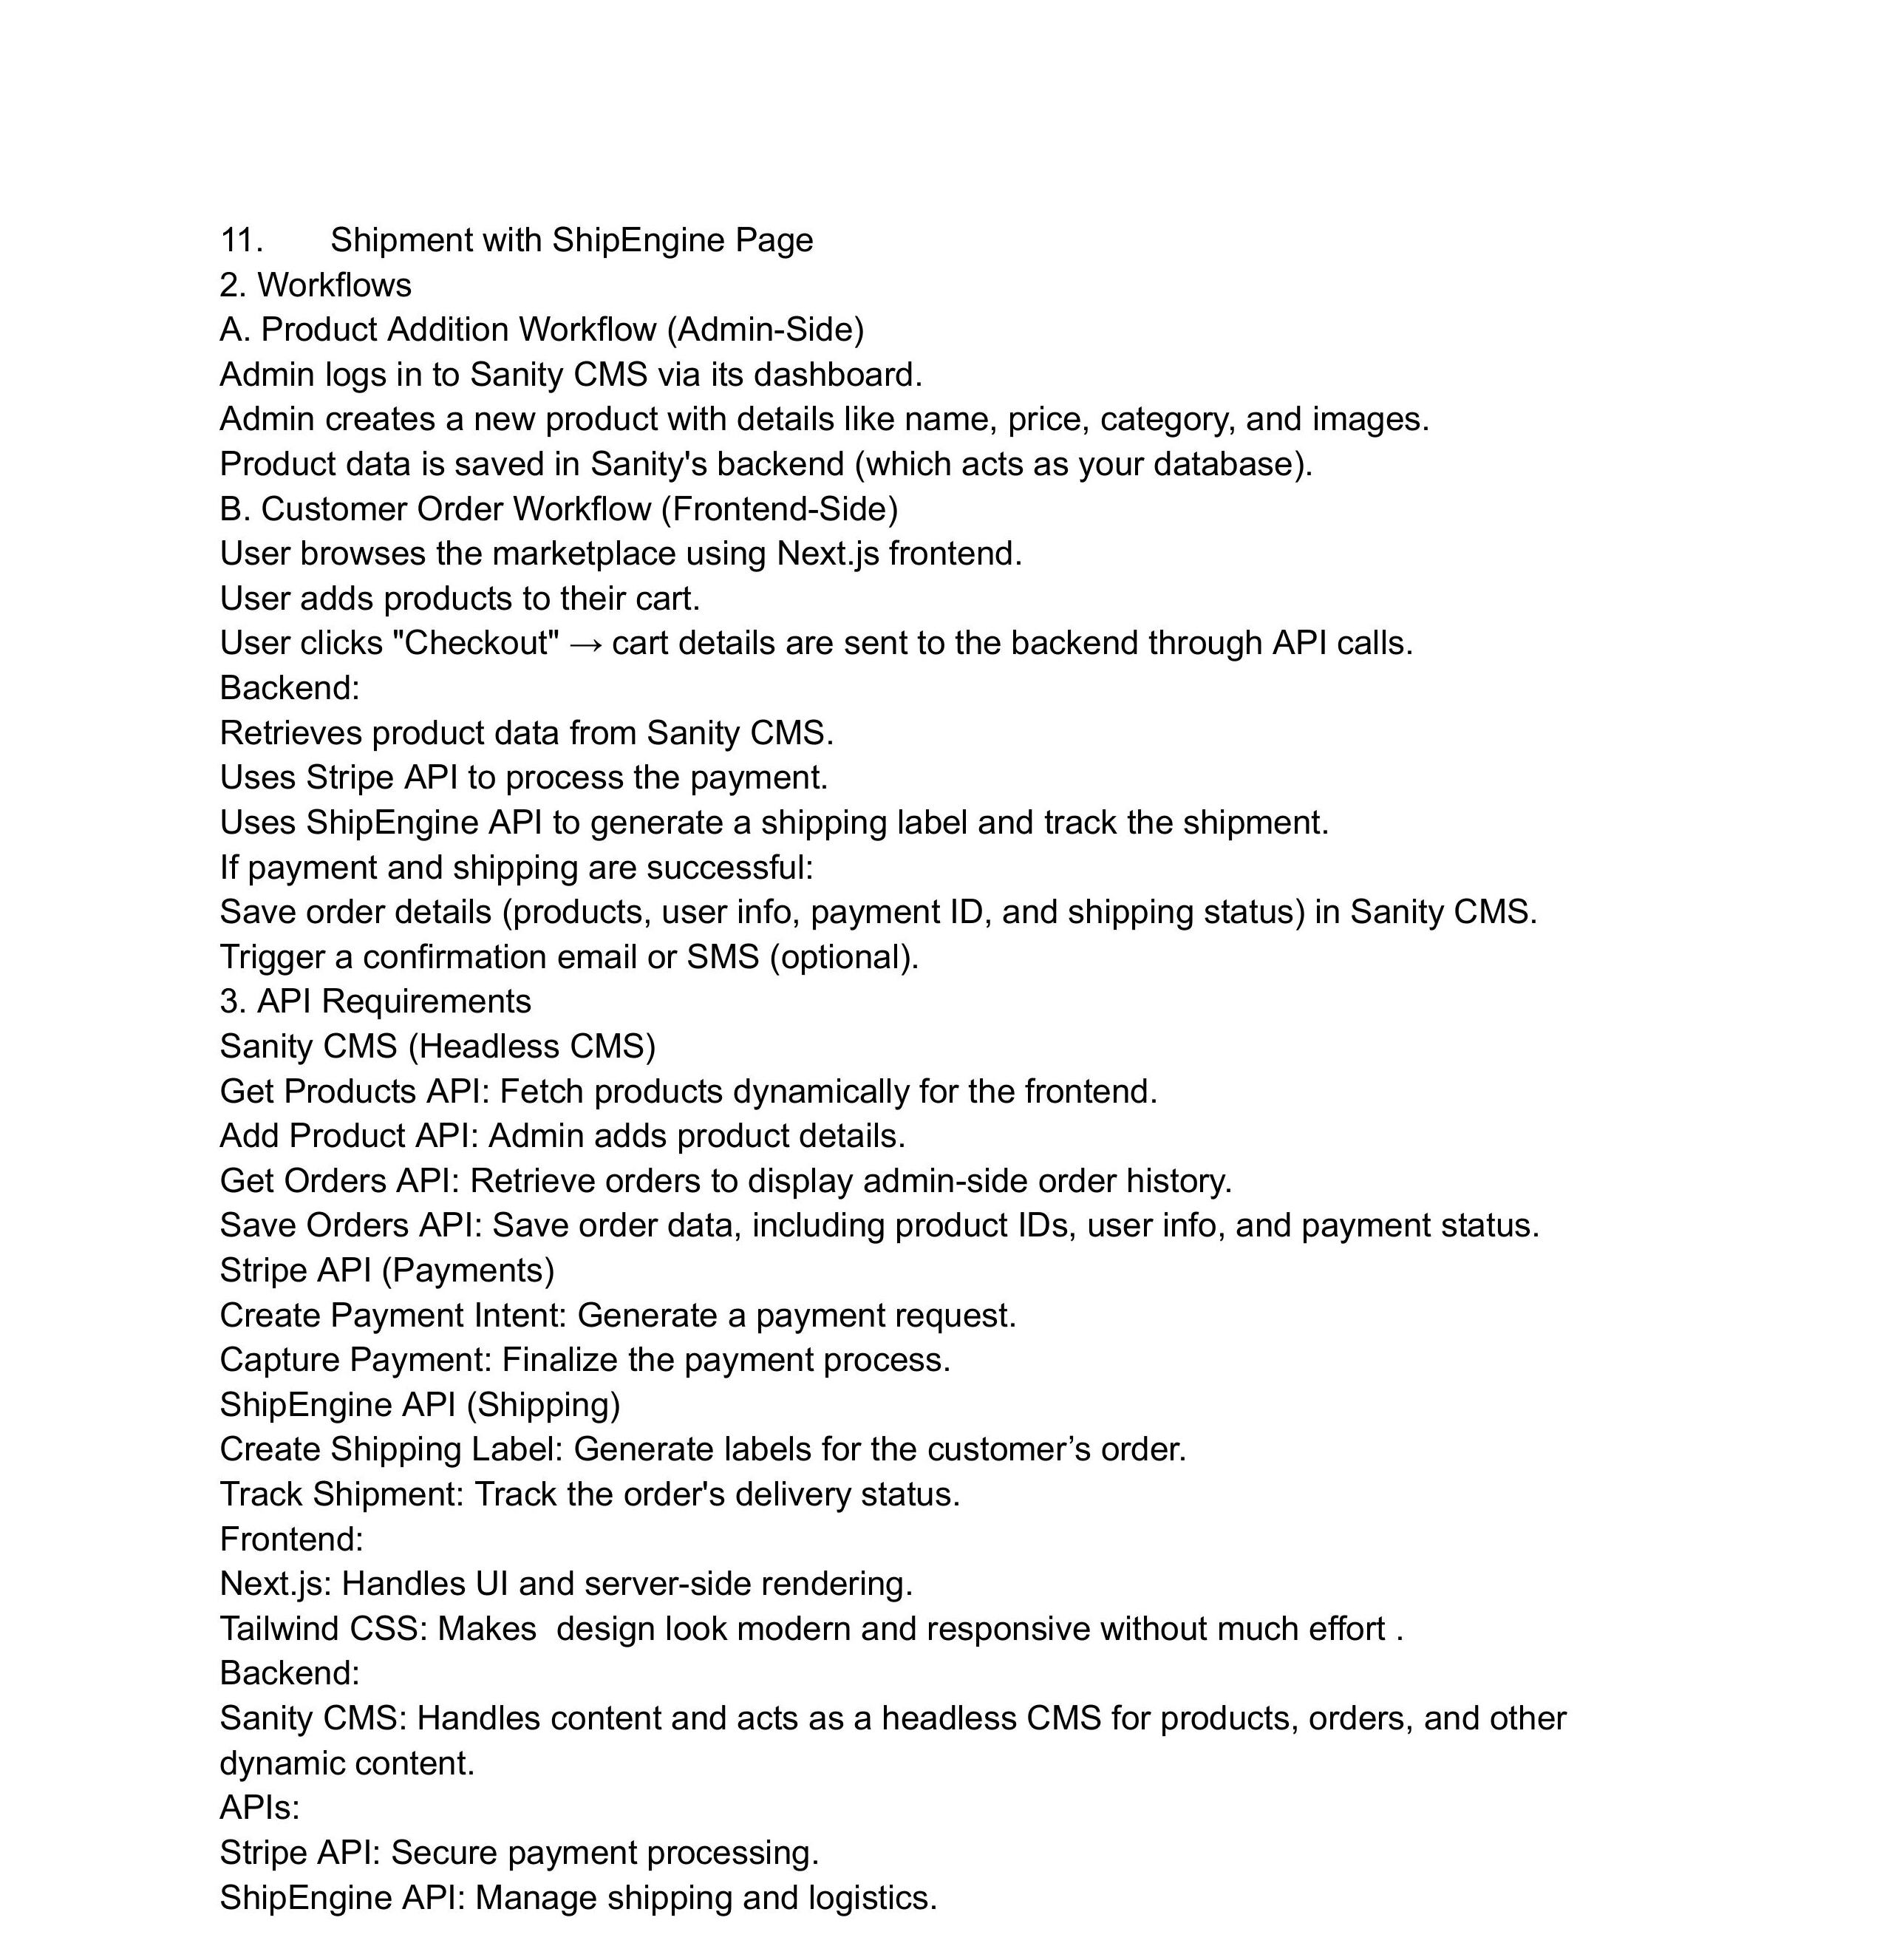 11. Shipment with ShipEngine Page
2. Workflows
A. Product Addition Workflow (Admin-Side)
Admin logs in to Sanity CMS via its dashboard.
Admin creates a new product with details like name, price, category, and images.
Product data is saved in Sanity's backend (which acts as your database).
B. Customer Order Workflow (Frontend-Side)
User browses the marketplace using Next.js frontend.
User adds products to their cart.
User clicks "Checkout" → cart details are sent to the backend through API calls.
Backend:
Retrieves product data from Sanity CMS.
Uses Stripe API to process the payment.
Uses ShipEngine API to generate a shipping label and track the shipment.
If payment and shipping are successful:
Save order details (products, user info, payment ID, and shipping status) in Sanity CMS.
Trigger a confirmation email or SMS (optional).
3. API Requirements
Sanity CMS (Headless CMS)
Get Products API: Fetch products dynamically for the frontend.
Add Product API: Admin adds product details.
Get Orders API: Retrieve orders to display admin-side order history.
Save Orders API: Save order data, including product IDs, user info, and payment status.
Stripe API (Payments)
Create Payment Intent: Generate a payment request.
Capture Payment: Finalize the payment process.
ShipEngine API (Shipping)
Create Shipping Label: Generate labels for the customer’s order.
Track Shipment: Track the order's delivery status.
Frontend:
Next.js: Handles UI and server-side rendering.
Tailwind CSS: Makes  design look modern and responsive without much effort .
Backend:
Sanity CMS: Handles content and acts as a headless CMS for products, orders, and other
dynamic content.
APIs:
Stripe API: Secure payment processing.
ShipEngine API: Manage shipping and logistics.